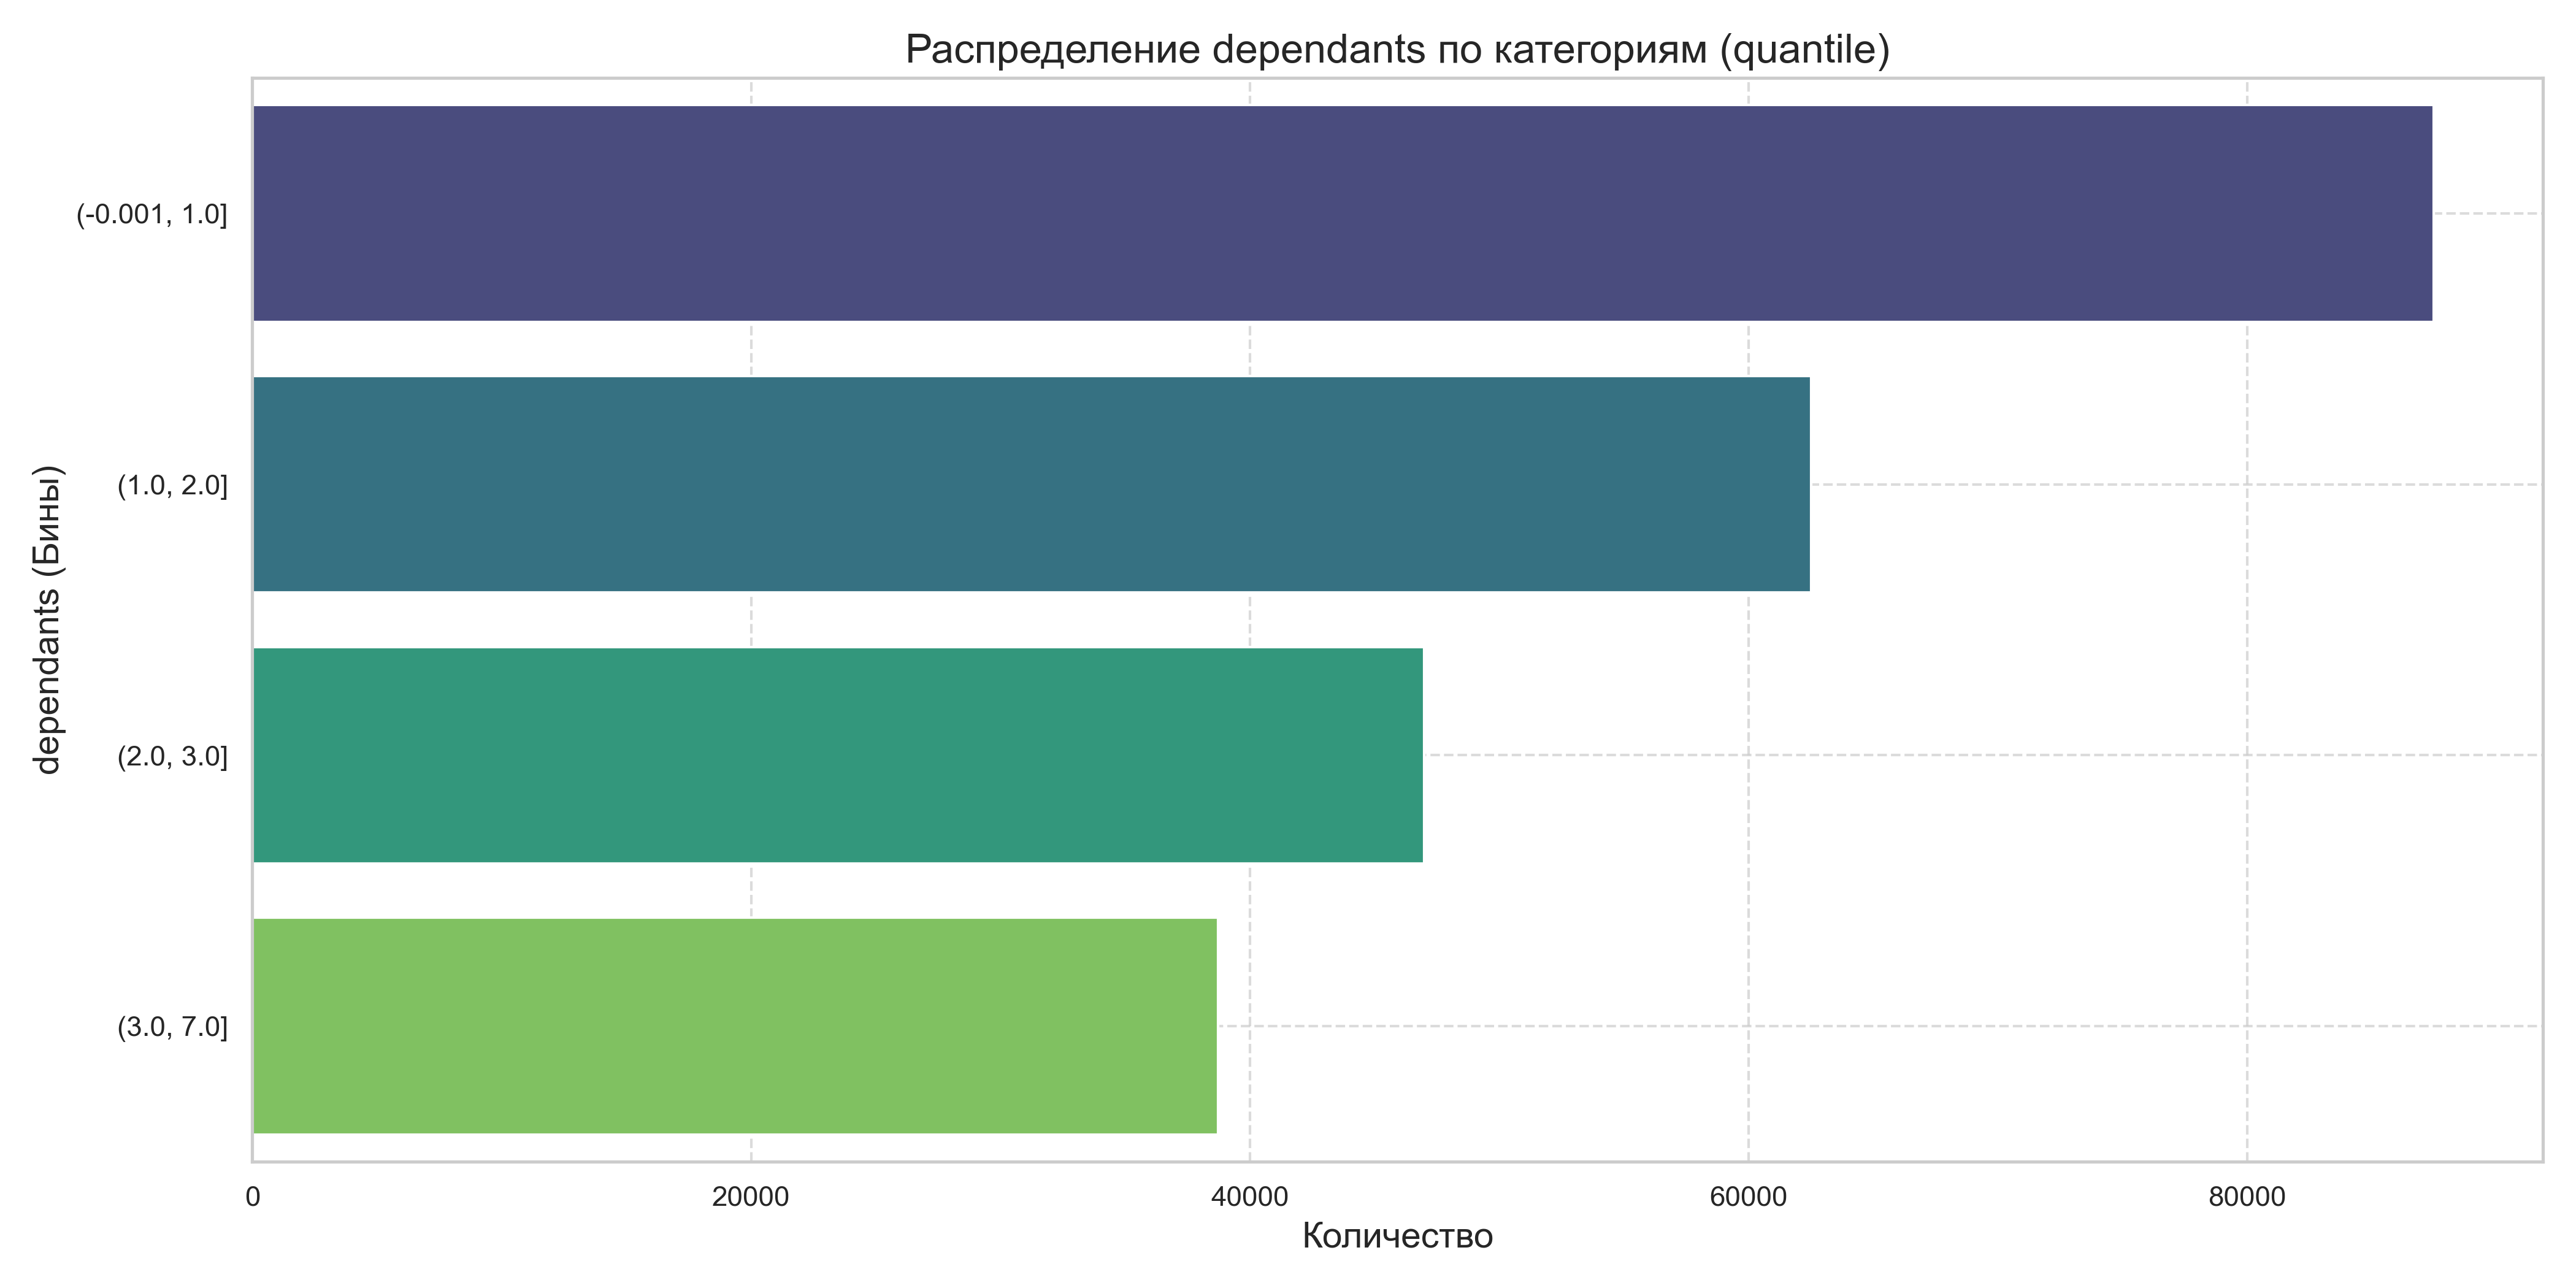 Распределение dependants по категориям (quantile)
dependants (Бины)
(-0.001, 1.0]
(1.0, 2.0]
(2.0, 3.0]
(3.0, 7.0]
0 20000 40000 60000 80000
Количество